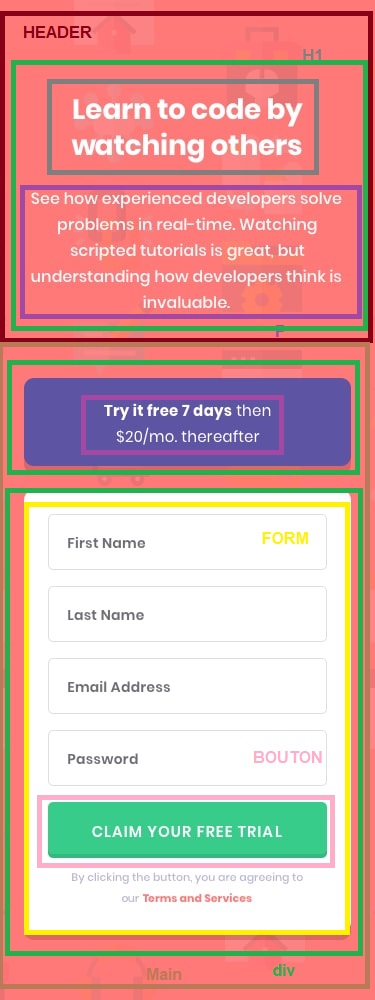 HEADER
H1
Learn to code by
watching others
See how experienced developers solve
problems in real-time. Watching
scripted tutorials is great, but
understanding how developers think is
invaluable.
P
Try it free 7 days then
$20/mo. thereafter
First Name
FORM
Last Name
Email Address
Password
BOUTON
CLAIM YOUR FREE TRIAL
By clicking the button, you are agreeing to
our Terms and Services
Main
div